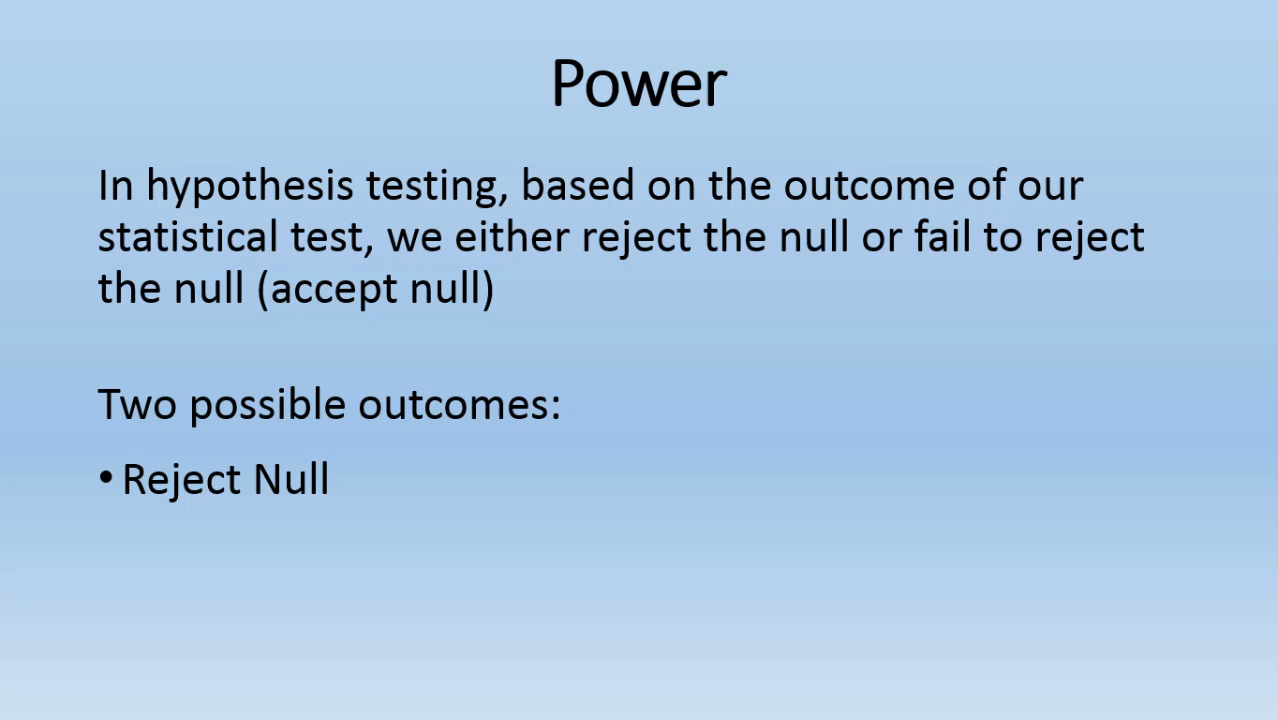 Power
In hypothesis testing, based on the outcome of our
statistical test, we either reject the null or fail to reject
the null (accept null)
Two possible outcomes:
• Reject Null